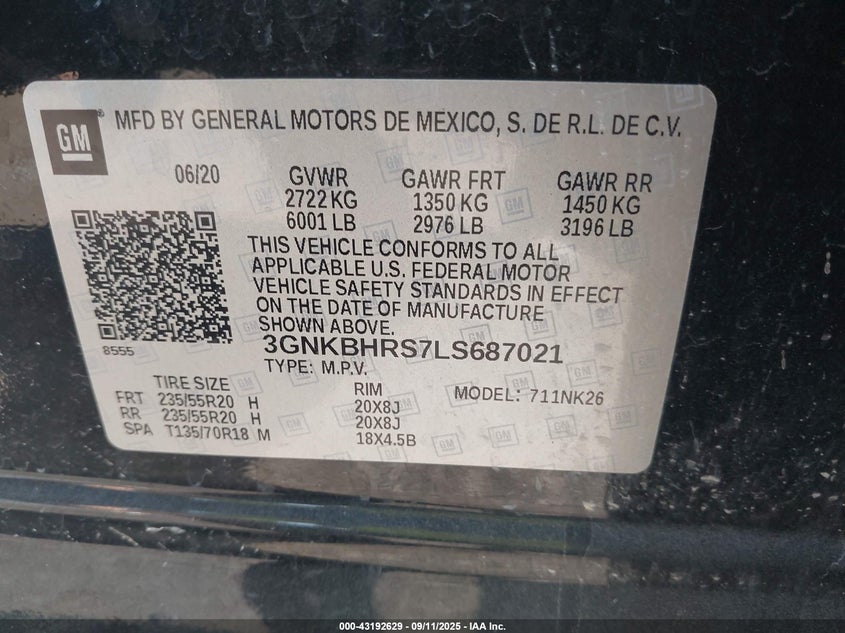 GM® MFD BY GENERAL MOTORS DE MEXICO, S. DE R.L. DE C.V.
06/20 GVWR GAWR FRT GAWR RR
2722 KG 1350 KG 1450 KG
6001 LB 2976 LB 3196 LB
THIS VEHICLE CONFORMS TO ALL
APPLICABLE U.S. FEDERAL MOTOR
VEHICLE SAFETY STANDARDS IN EFFECT
ON THE DATE OF MANUFACTURE
SHOWN ABOVE.
8555
3GNKBHRS7LS687021
TYPE: M.P.V.
TIRE SIZE RIM MODEL: 711NK26
FRT 235/55R20 H 20X8J
RR 235/55R20 H 20X8J
SPA T135/70R18 M 18X4.5B
000-43192629 - 09/11/2025 - IAA Inc.